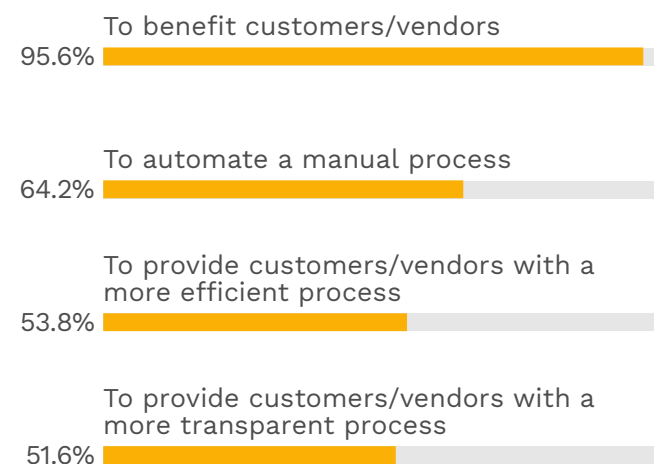 To benefit customers/vendors
95.6%
To automate a manual process
64.2%
To provide customers/vendors with a
more efficient process
53.8%
To provide customers/vendors with a
more transparent process
51.6%